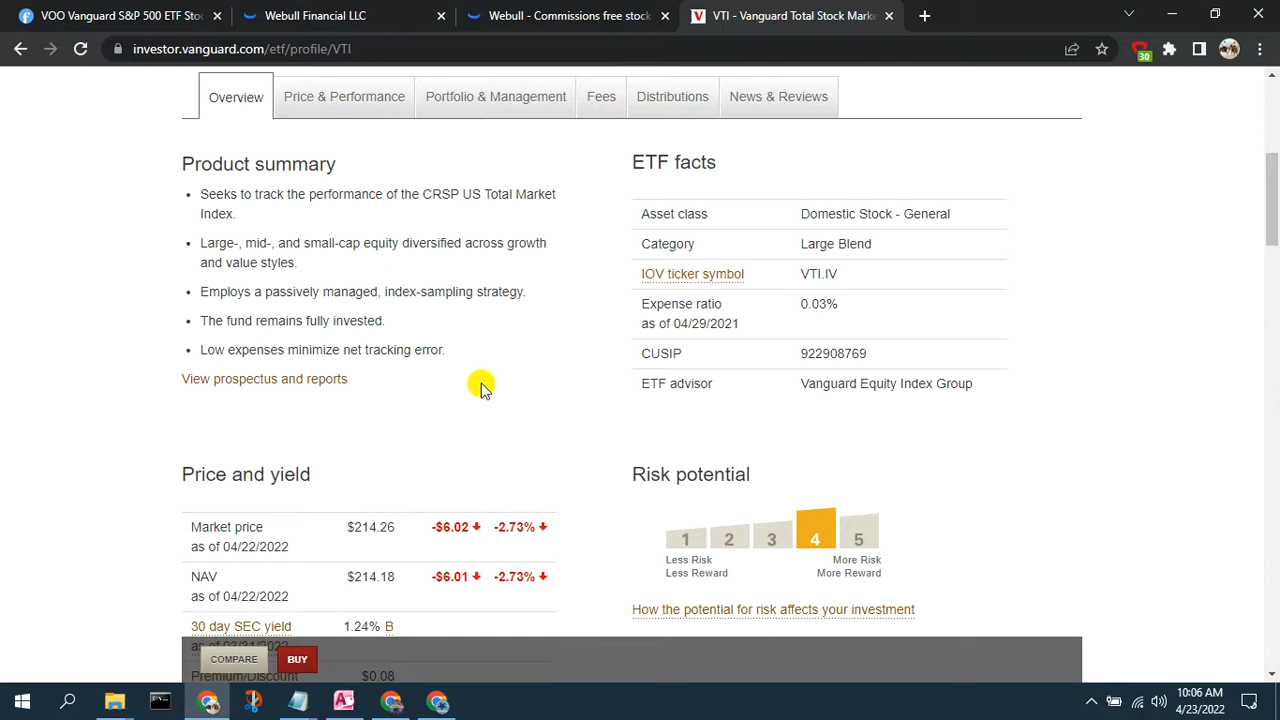 VOO Vanguard S&P 500 ETF Sto
Webull Financial LLC
Webull - Commissions free stock
VTI - Vanguard Total Stock Marke
investor.vanguard.com/etf/profile/VTI
30
Overview
Price & Performance
Portfolio & Management
Fees
Distributions
News & Reviews
Product summary
Seeks to track the performance of the CRSP US Total Market
Index.
Large-, mid-, and small-cap equity diversified across growth
and value styles.
Employs a passively managed, index-sampling strategy.
The fund remains fully invested.
Low expenses minimize net tracking error.
View prospectus and reports
ETF facts
Asset class Domestic Stock - General
Category Large Blend
IOV ticker symbol VTI.IV
Expense ratio 0.03%
as of 04/29/2021
CUSIP 922908769
ETF advisor Vanguard Equity Index Group
Price and yield
Market price $214.26 -$6.02 -2.73%
as of 04/22/2022
NAV $214.18 -$6.01 -2.73%
as of 04/22/2022
30 day SEC yield 1.24% B
as of 03/31/2022
Premium/Discount $0.08
Risk potential
1 2 3 4 5
Less Risk More Risk
Less Reward More Reward
How the potential for risk affects your investment
COMPARE
BUY
10:06 AM
4/23/2022